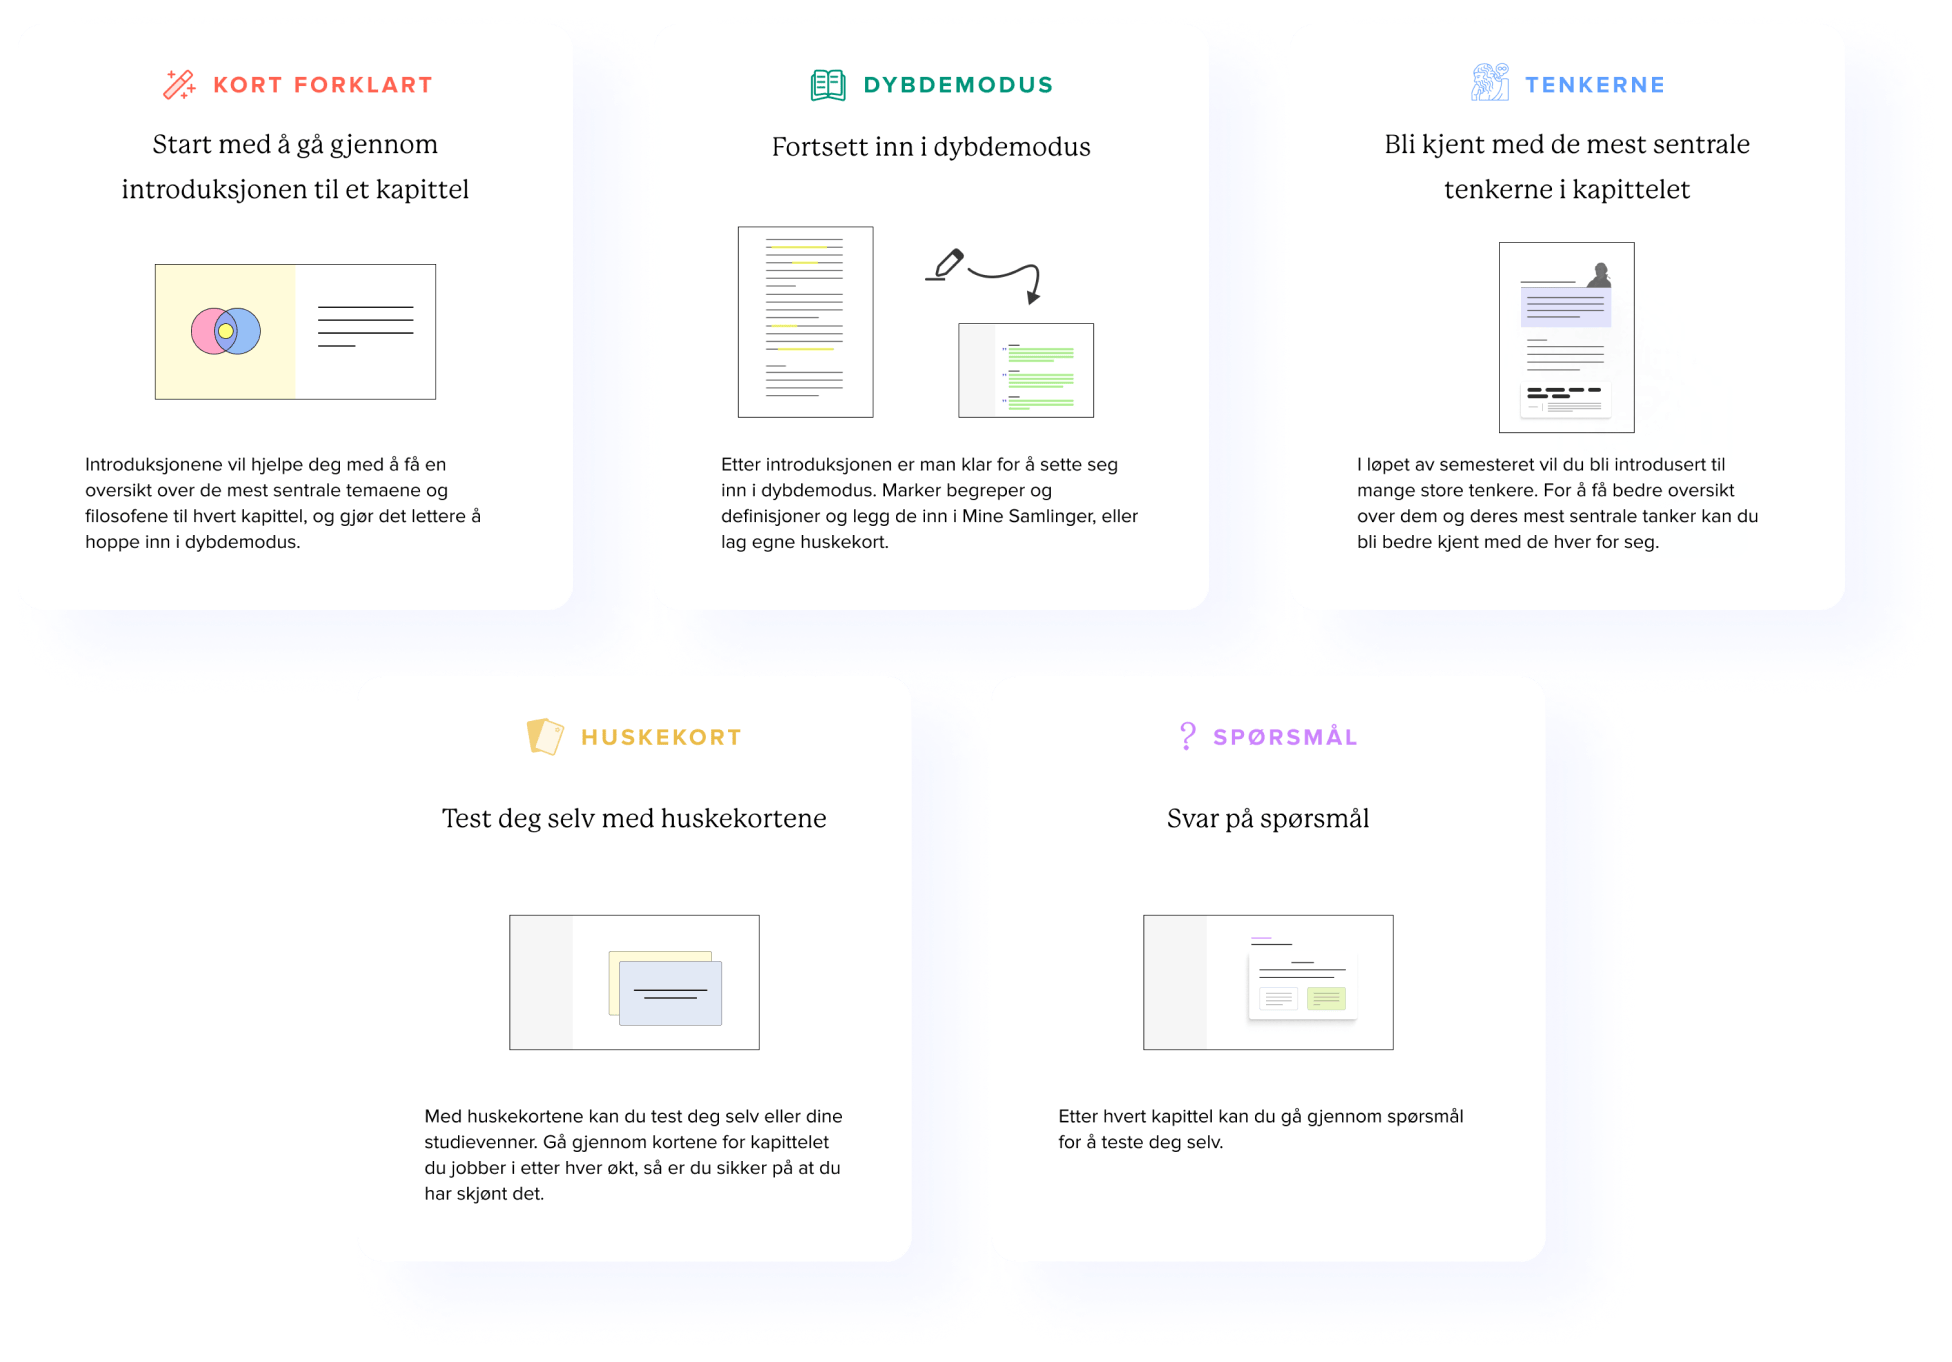 KORT FORKLART
Start med å gå gjennom
introduksjonen til et kapittel
Introduksjonene vil hjelpe deg med å få en
oversikt over de mest sentrale temaene og
filosofene til hvert kapittel, og gjør det lettere å
hoppe inn i dybdemodus.
DYBDEMODUS
Fortsett inn i dybdemodus
Etter introduksjonen er man klar for å sette seg
inn i dybdemodus. Marker begreper og
definisjoner og legg de inn i Mine Samlinger, eller
lag egne huskekort.
TENKERNE
Bli kjent med de mest sentrale
tenkerne i kapittelet
I løpet av semesteret vil du bli introdusert til
mange store tenkere. For å få bedre oversikt
over dem og deres mest sentrale tanker kan du
bli bedre kjent med de hver for seg.
HUSKEKORT
Test deg selv med huskekortene
Med huskekortene kan du test deg selv eller dine
studievenner. Gå gjennom kortene for kapittelet
du jobber i etter hver økt, så er du sikker på at du
har skjønt det.
? SPØRSMÅL
Svar på spørsmål
Etter hvert kapittel kan du gå gjennom spørsmål
for å teste deg selv.